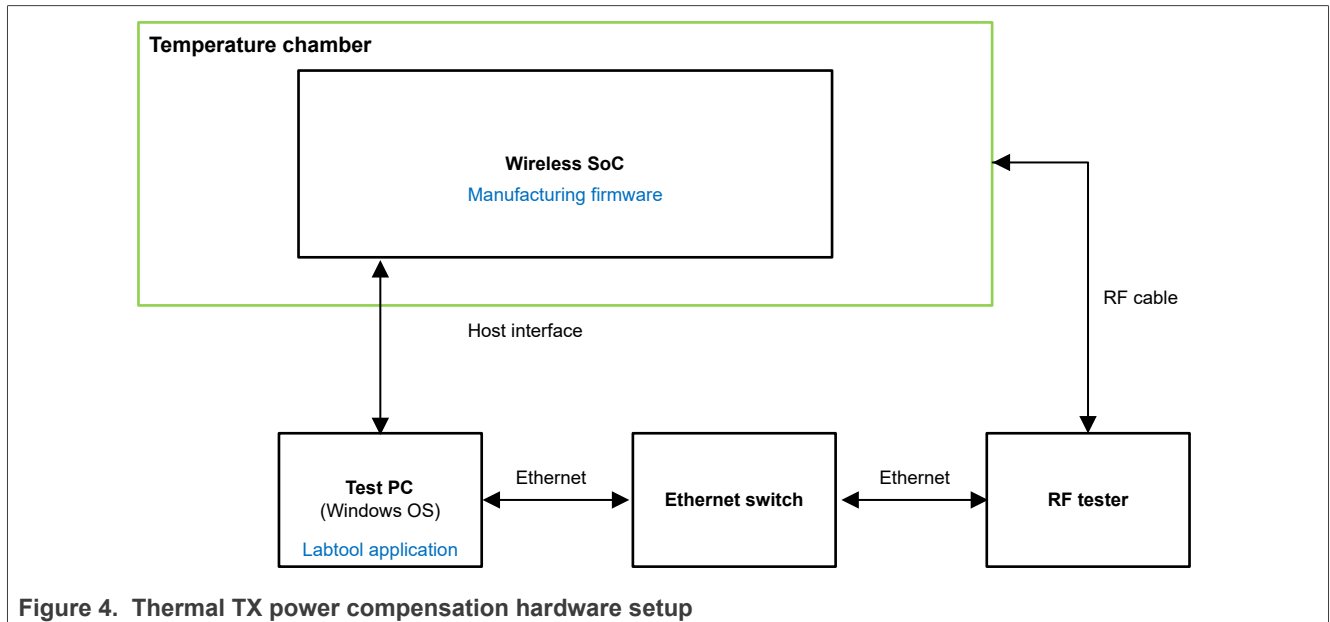 Temperature chamber
Wireless SoC
Manufacturing firmware
Host interface
RF cable
Test PC
(Windows OS)
Labtool application
Ethernet
Ethernet switch
Ethernet
RF tester
Figure 4. Thermal TX power compensation hardware setup